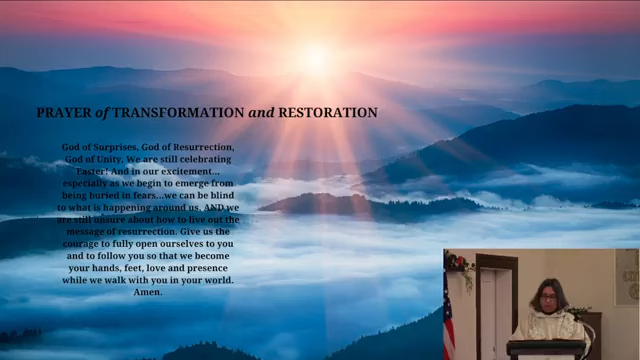 PRAYER of TRANSFORMATION and RESTORATION
God of Surprises, God of Resurrection,
God of Unity, We are still celebrating
Easter! And in our excitement...
especially as we begin to emerge from
being buried in fears...we can be blind
to what is happening around us, AND we
are still unsure about how to live out the
message of resurrection. Give us the
courage to fully open ourselves to you
and to follow you so that we become
your hands, feet, love and presence
while we walk with you in your world.
Amen.